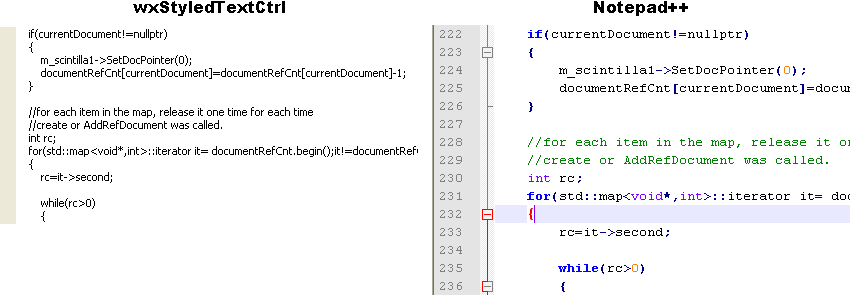 wxStyledTextCtrl
if(currentDocument!=nullptr)
{
m_scintilla1->SetDocPointer(0);
documentRefCnt[currentDocument]=documentRefCnt[currentDocument]-1;
}
//for each item in the map, release it one time for each time
//create or AddRefDocument was called.
int rc;
for(std::map<void*,int>::iterator it= documentRefCnt.begin();it!=documentRef
{
rc=it->second;
while(rc>0)
{
Notepad++
222 if(currentDocument!=nullptr)
223 {
224 m_scintilla1->SetDocPointer(0);
225 documentRefCnt[currentDocument]=docum
226 }
227
228 //for each item in the map, release it o
229 //create or AddRefDocument was called.
230 int rc;
231 for(std::map<void*,int>::iterator it= doc
232 {
233 rc=it->second;
234
235 while(rc>0)
236 {